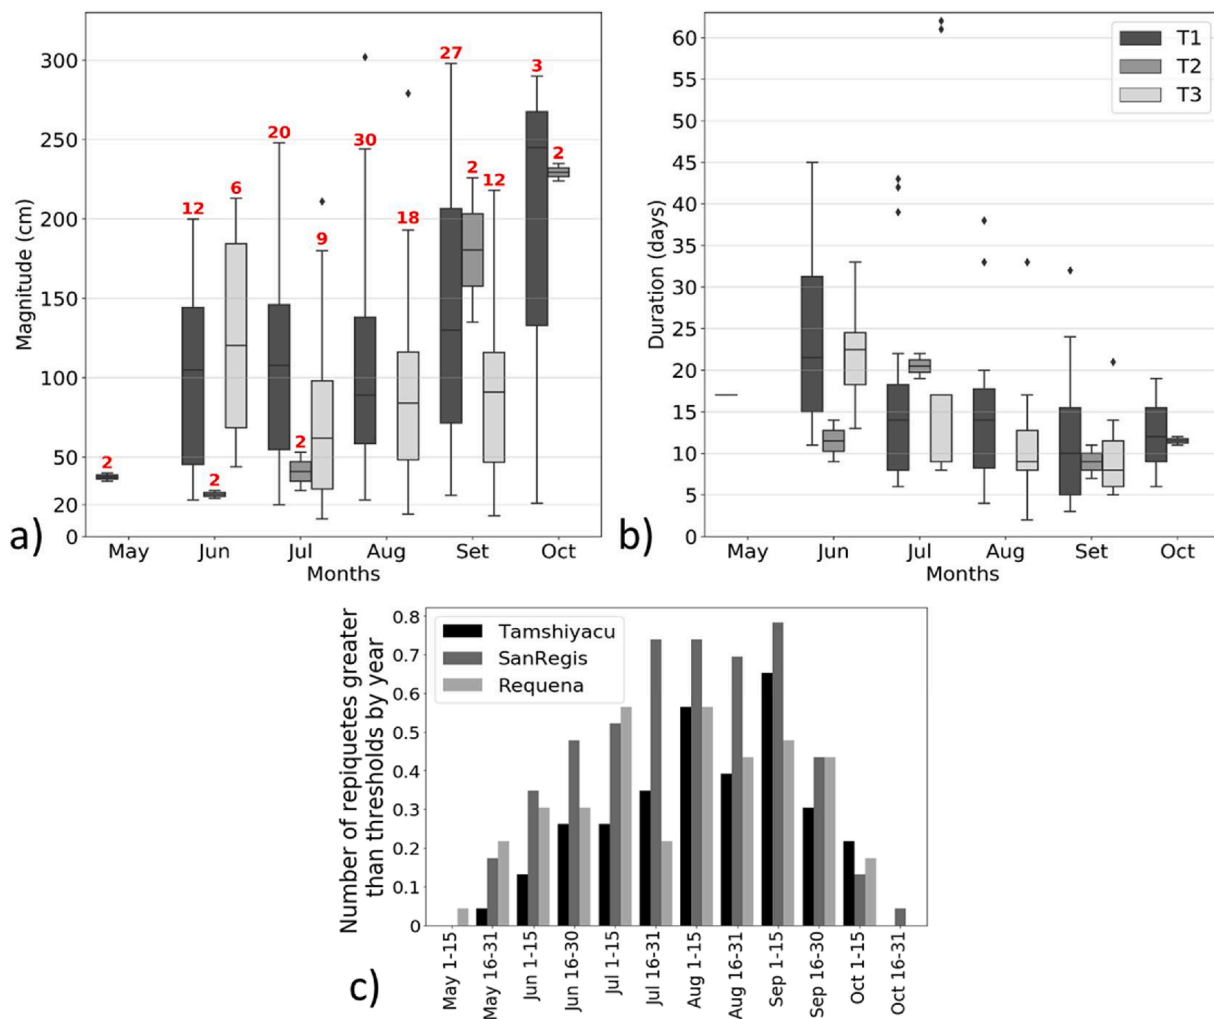 300
250
200
150
100
50
20
0
Magnitude (cm)
2
12
2
6
20
2
9
30
18
27
2
12
3
2
May Jun Jul Aug Set Oct
Months
a)
60
55
50
45
40
35
30
25
20
15
10
5
0
Duration (days)
T1
T2
T3
May Jun Jul Aug Set Oct
Months
b)
0.8
0.7
0.6
0.5
0.4
0.3
0.2
0.1
0
Number of repiquetes greater
than thresholds by year
Tamshiyacu
SanRegis
Requena
May 1-15
May 16-31
Jun 1-15
Jun 16-30
Jul 1-15
Jul 16-31
Aug 1-15
Aug 16-31
Sep 1-15
Sep 16-30
Oct 1-15
Oct 16-31
c)